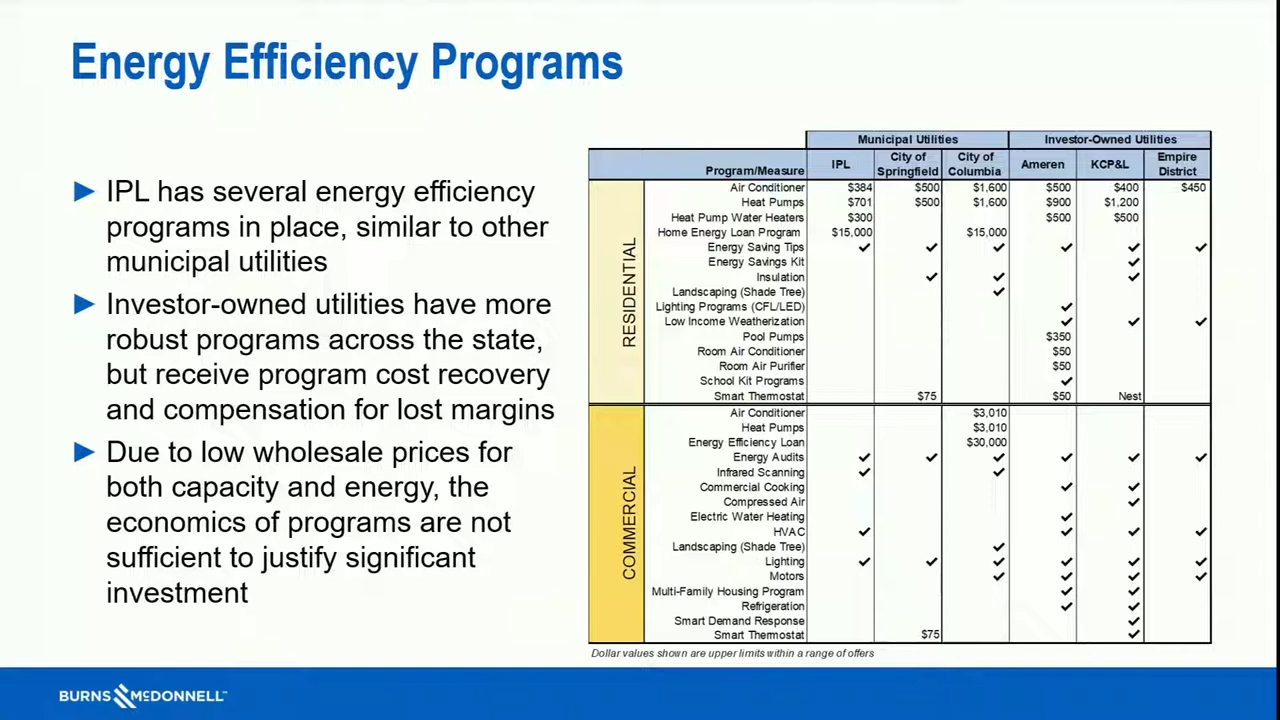 Energy Efficiency Programs
► IPL has several energy efficiency
programs in place, similar to other
municipal utilities
► Investor-owned utilities have more
robust programs across the state,
but receive program cost recovery
and compensation for lost margins
► Due to low wholesale prices for
both capacity and energy, the
economics of programs are not
sufficient to justify significant
investment
Municipal Utilities Investor-Owned Utilities
Program/Measure IPL City of Springfield City of Columbia Ameren KCP&L Empire District
RESIDENTIAL
Air Conditioner $384 $500 $1,600 $500 $400 $450
Heat Pumps $701 $500 $1,600 $900 $1,200
Heat Pump Water Heaters $300 $500 $500
Home Energy Loan Program $15,000 $15,000
Energy Saving Tips ✓ ✓ ✓ ✓ ✓ ✓
Energy Savings Kit ✓
Insulation ✓ ✓ ✓
Landscaping (Shade Tree) ✓
Lighting Programs (CFL/LED) ✓
Low Income Weatherization ✓ ✓ ✓
Pool Pumps $350
Room Air Conditioner $50
Room Air Purifier $50
School Kit Programs ✓
Smart Thermostat $75 $50 Nest
COMMERCIAL
Air Conditioner $3,010
Heat Pumps $3,010
Energy Efficiency Loan $30,000
Energy Audits ✓ ✓ ✓ ✓ ✓ ✓
Infrared Scanning ✓ ✓
Commercial Cooking ✓ ✓
Compressed Air ✓
Electric Water Heating ✓
HVAC ✓ ✓ ✓ ✓
Landscaping (Shade Tree) ✓
Lighting ✓ ✓ ✓ ✓ ✓ ✓
Motors ✓ ✓ ✓ ✓
Multi-Family Housing Program ✓ ✓
Refrigeration ✓ ✓
Smart Demand Response ✓
Smart Thermostat $75 ✓
Dollar values shown are upper limits within a range of offers
BURNS McDONNELL™